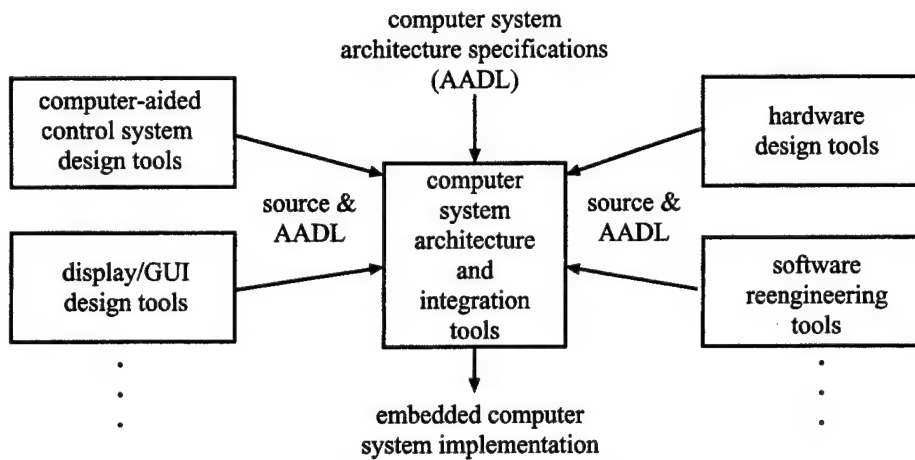 computer system
architecture specifications
(AADL)
computer-aided
control system
design tools
hardware
design tools
source &
AADL
computer
system
architecture
and
integration
tools
source &
AADL
display/GUI
design tools
software
reengineering
tools
embedded computer
system implementation